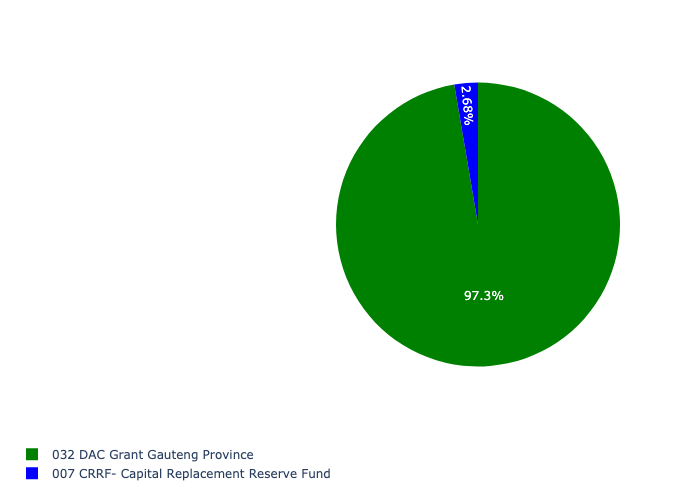 2.68%
97.3%
032 DAC Grant Gauteng Province
007 CRRF- Capital Replacement Reserve Fund